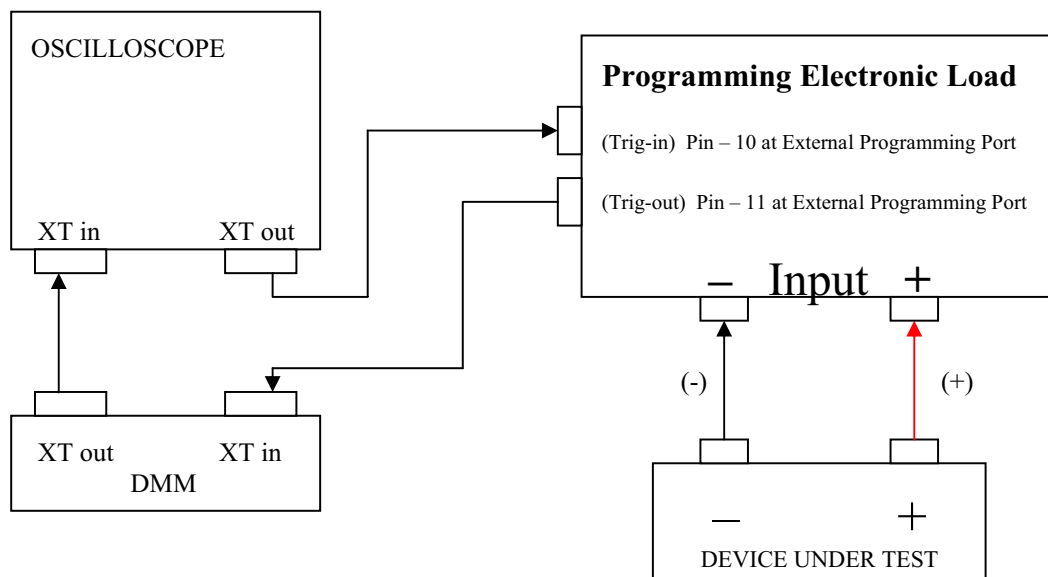 OSCILLOSCOPE
XT in
XT out
Programming Electronic Load
(Trig-in) Pin – 10 at External Programming Port
(Trig-out) Pin – 11 at External Programming Port
– Input +
(-)
(+)
XT out
XT in
DMM
– +
DEVICE UNDER TEST